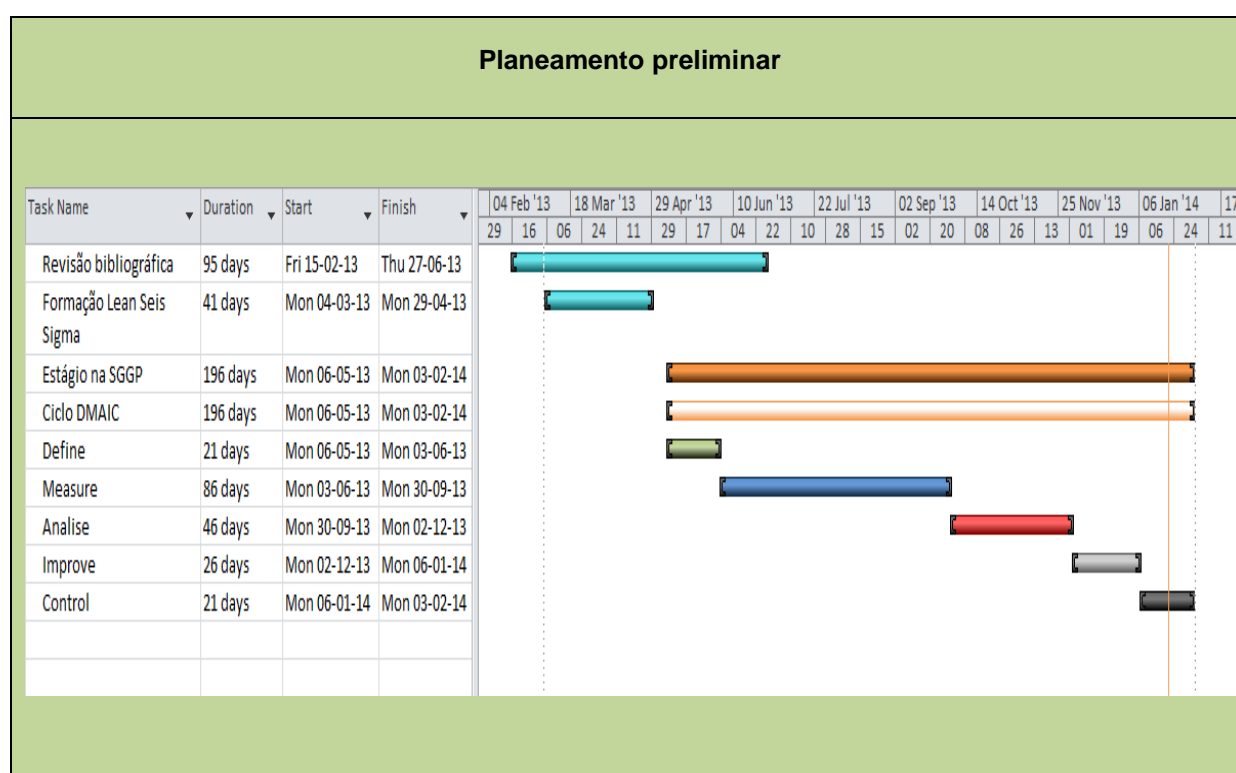 Planeamento preliminar
Task Name Duration Start Finish 04 Feb '13 18 Mar '13 29 Apr '13 10 Jun '13 22 Jul '13 02 Sep '13 14 Oct '13 25 Nov '13 06 Jan '14 17
29 16 06 24 11 29 17 04 22 10 28 15 02 20 08 26 13 01 19 06 24 11
Revisão bibliográfica 95 days Fri 15-02-13 Thu 27-06-13
Formação Lean Seis 41 days Mon 04-03-13 Mon 29-04-13
Sigma
Estágio na SGGP 196 days Mon 06-05-13 Mon 03-02-14
Ciclo DMAIC 196 days Mon 06-05-13 Mon 03-02-14
Define 21 days Mon 06-05-13 Mon 03-06-13
Measure 86 days Mon 03-06-13 Mon 30-09-13
Analise 46 days Mon 30-09-13 Mon 02-12-13
Improve 26 days Mon 02-12-13 Mon 06-01-14
Control 21 days Mon 06-01-14 Mon 03-02-14